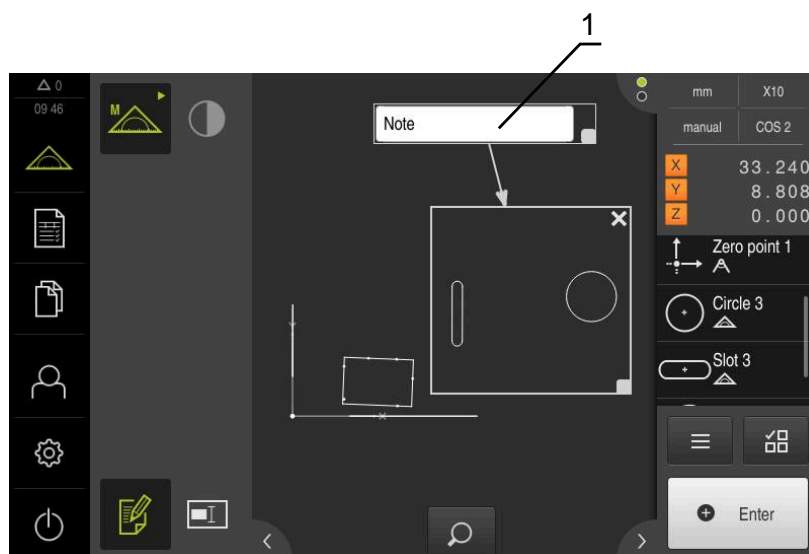 1
0
09 46
M
Note
mm X10
manual COS 2
X 33.240
Y 8.808
Z 0.000
Zero point 1
Circle 3
Slot 3
Enter